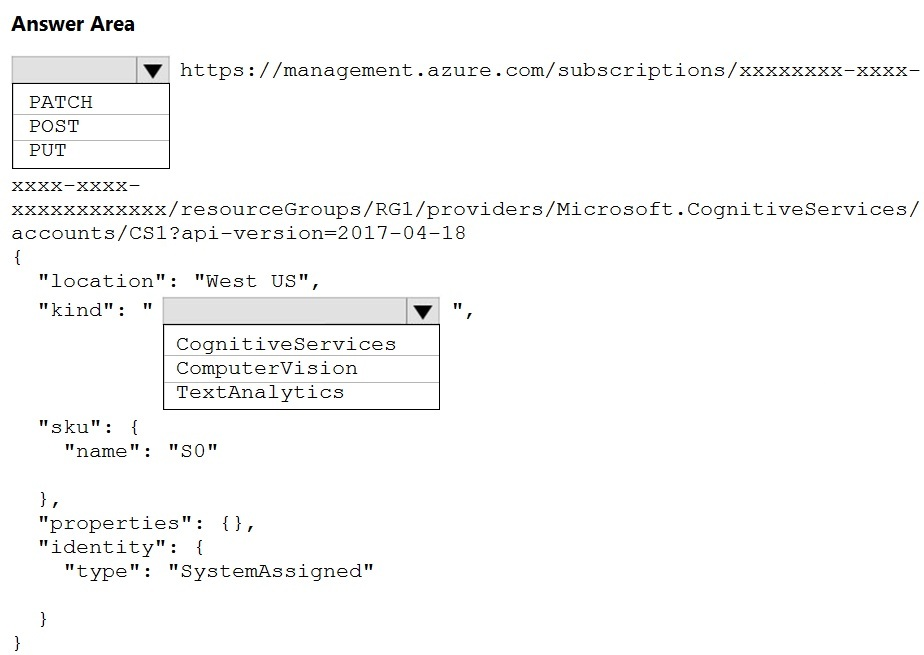 Answer Area
https://management.azure.com/subscriptions/xxxxxxxx-xxxx-
PATCH
POST
PUT
xxxx-xxxx-
xxxxxxxxxxxx/resourceGroups/RG1/providers/Microsoft.CognitiveServices/
accounts/CS1?api-version=2017-04-18
{
"location": "West US",
"kind": " ",
CognitiveServices
ComputerVision
TextAnalytics
"sku": {
"name": "S0"
},
"properties": {},
"identity": {
"type": "SystemAssigned"
}
}